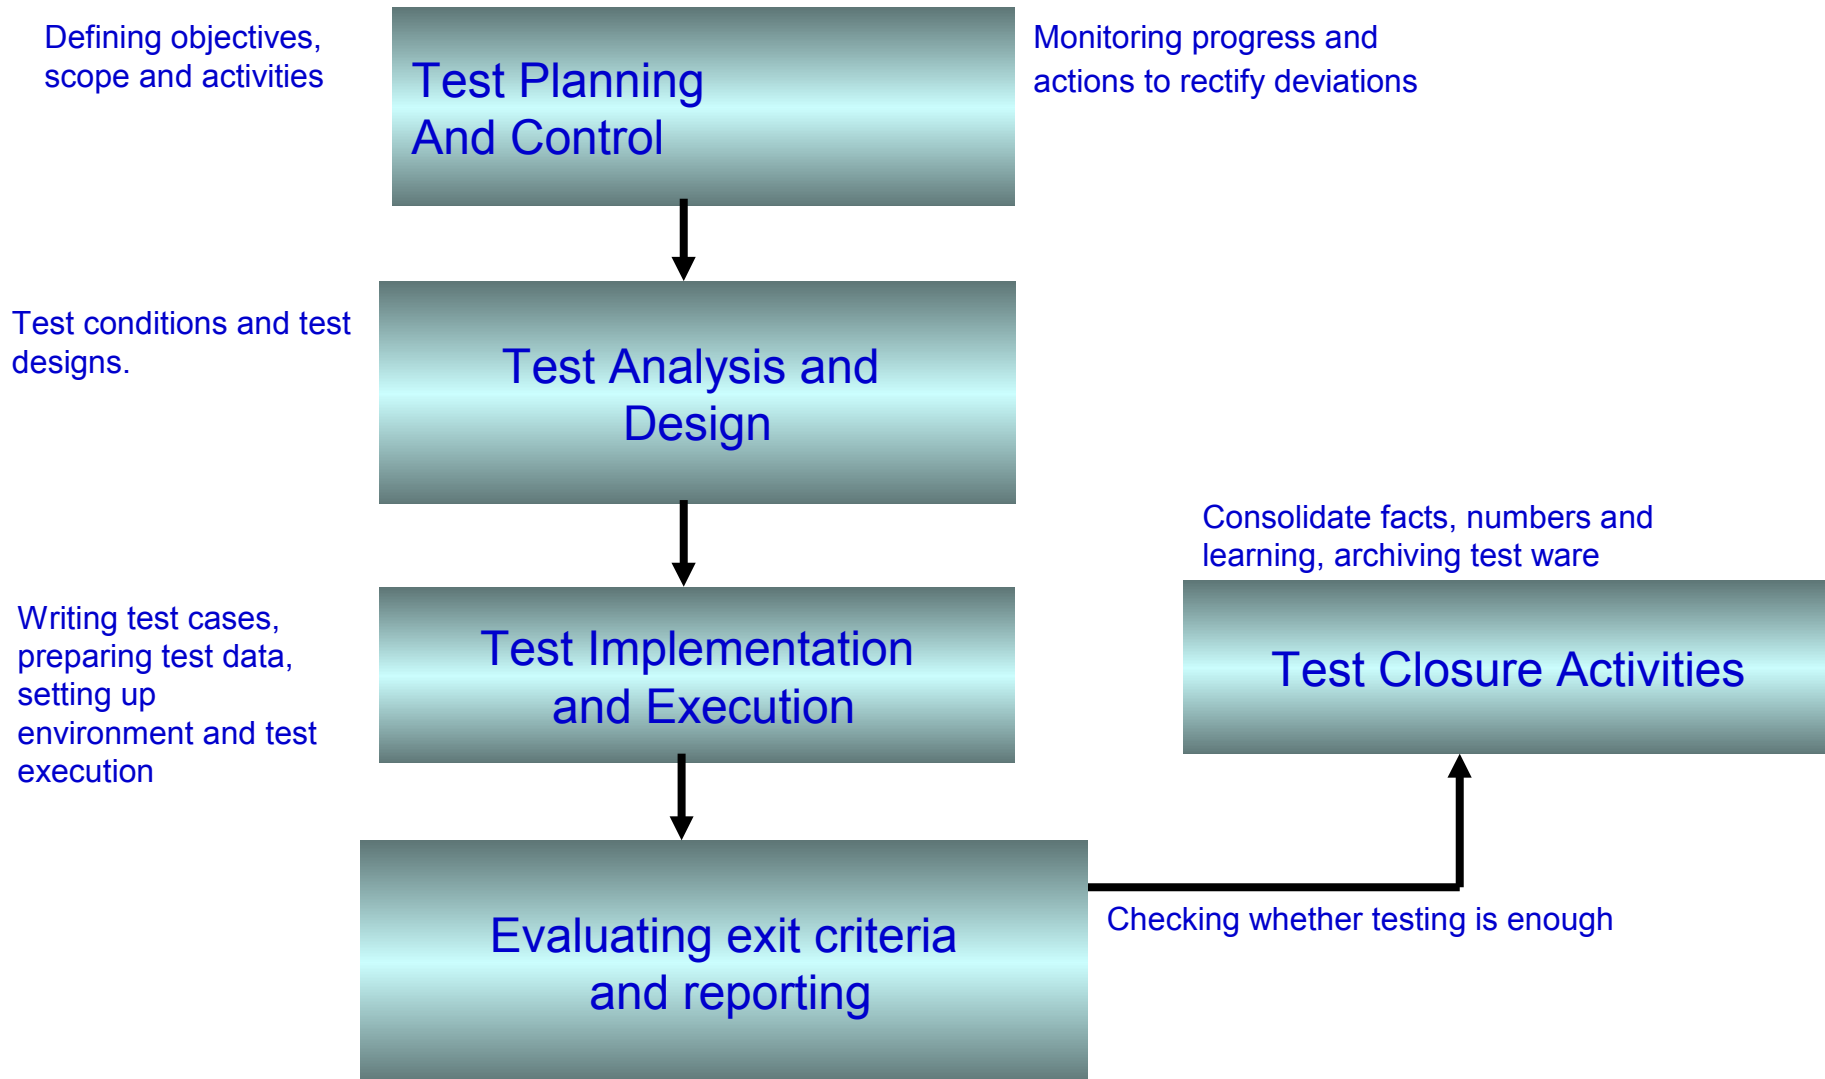 Defining objectives,
scope and activities
Test Planning
And Control
Monitoring progress and
actions to rectify deviations
Test conditions and test
designs.
Test Analysis and
Design
Writing test cases,
preparing test data,
setting up
environment and test
execution
Test Implementation
and Execution
Consolidate facts, numbers and
learning, archiving test ware
Test Closure Activities
Evaluating exit criteria
and reporting
Checking whether testing is enough